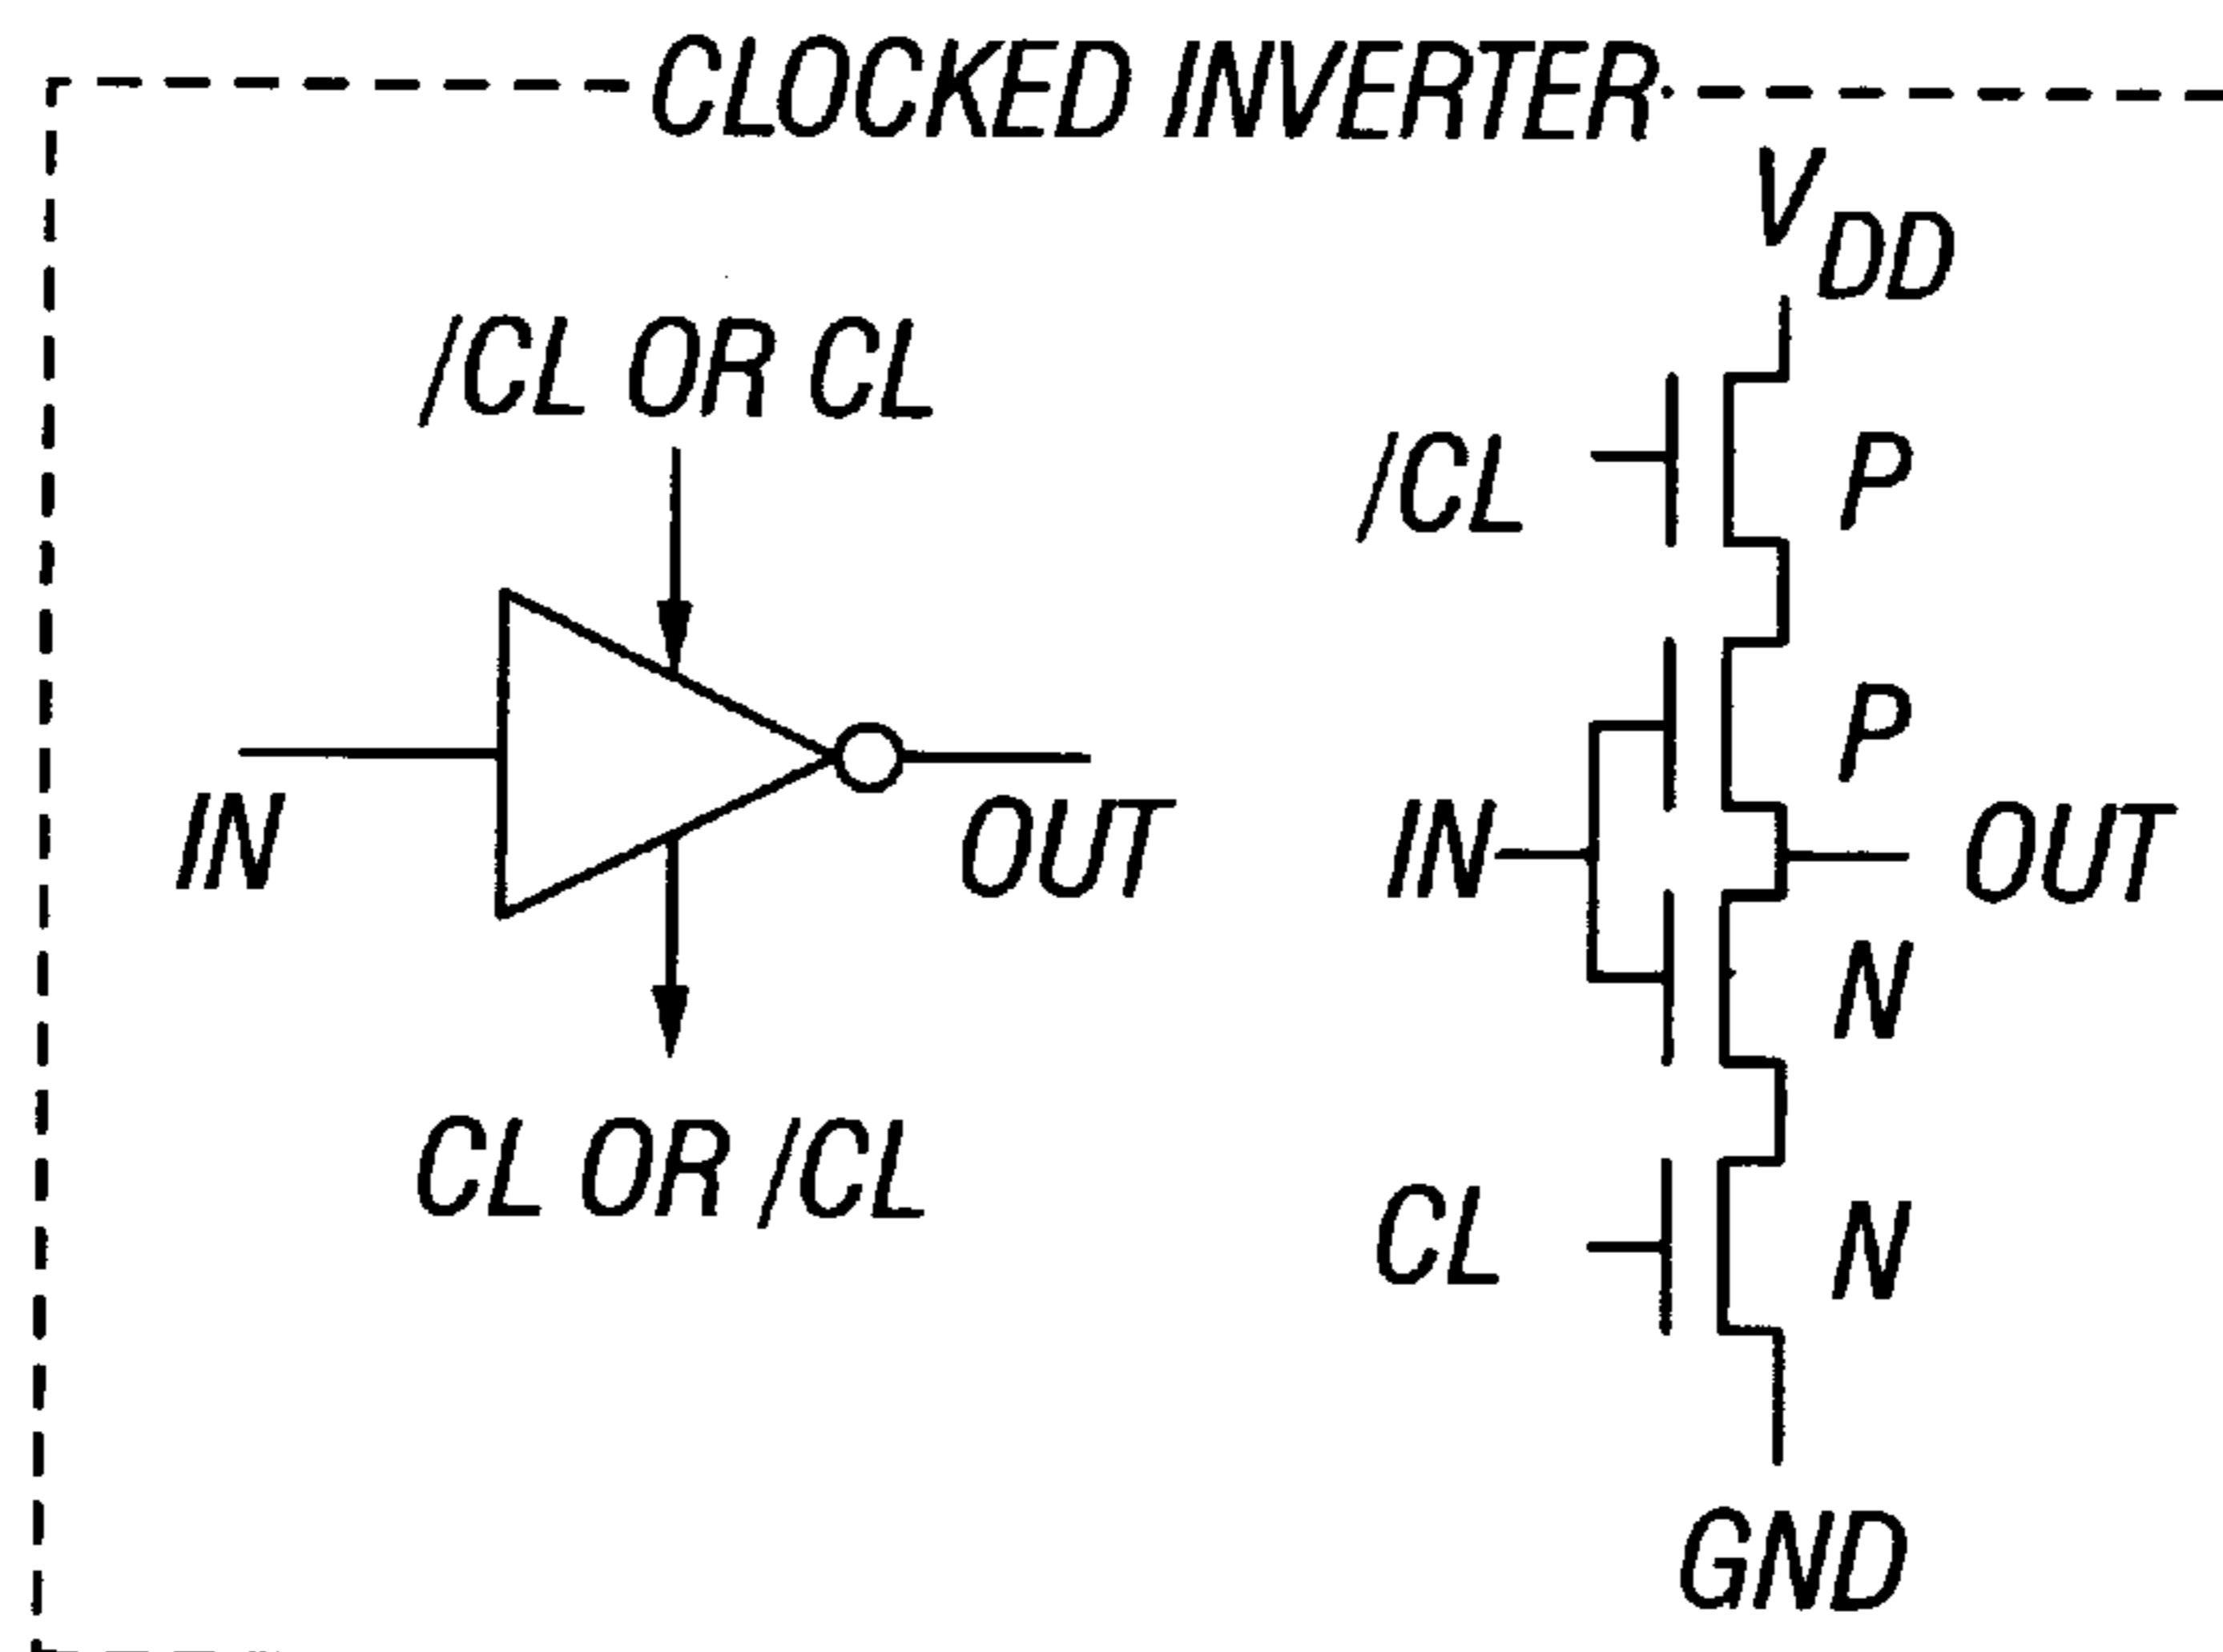 CLOCKED INVERTER
V_DD
/CL OR CL
/CL
P
P
IN
OUT
IN
OUT
N
CL OR /CL
CL
N
GND